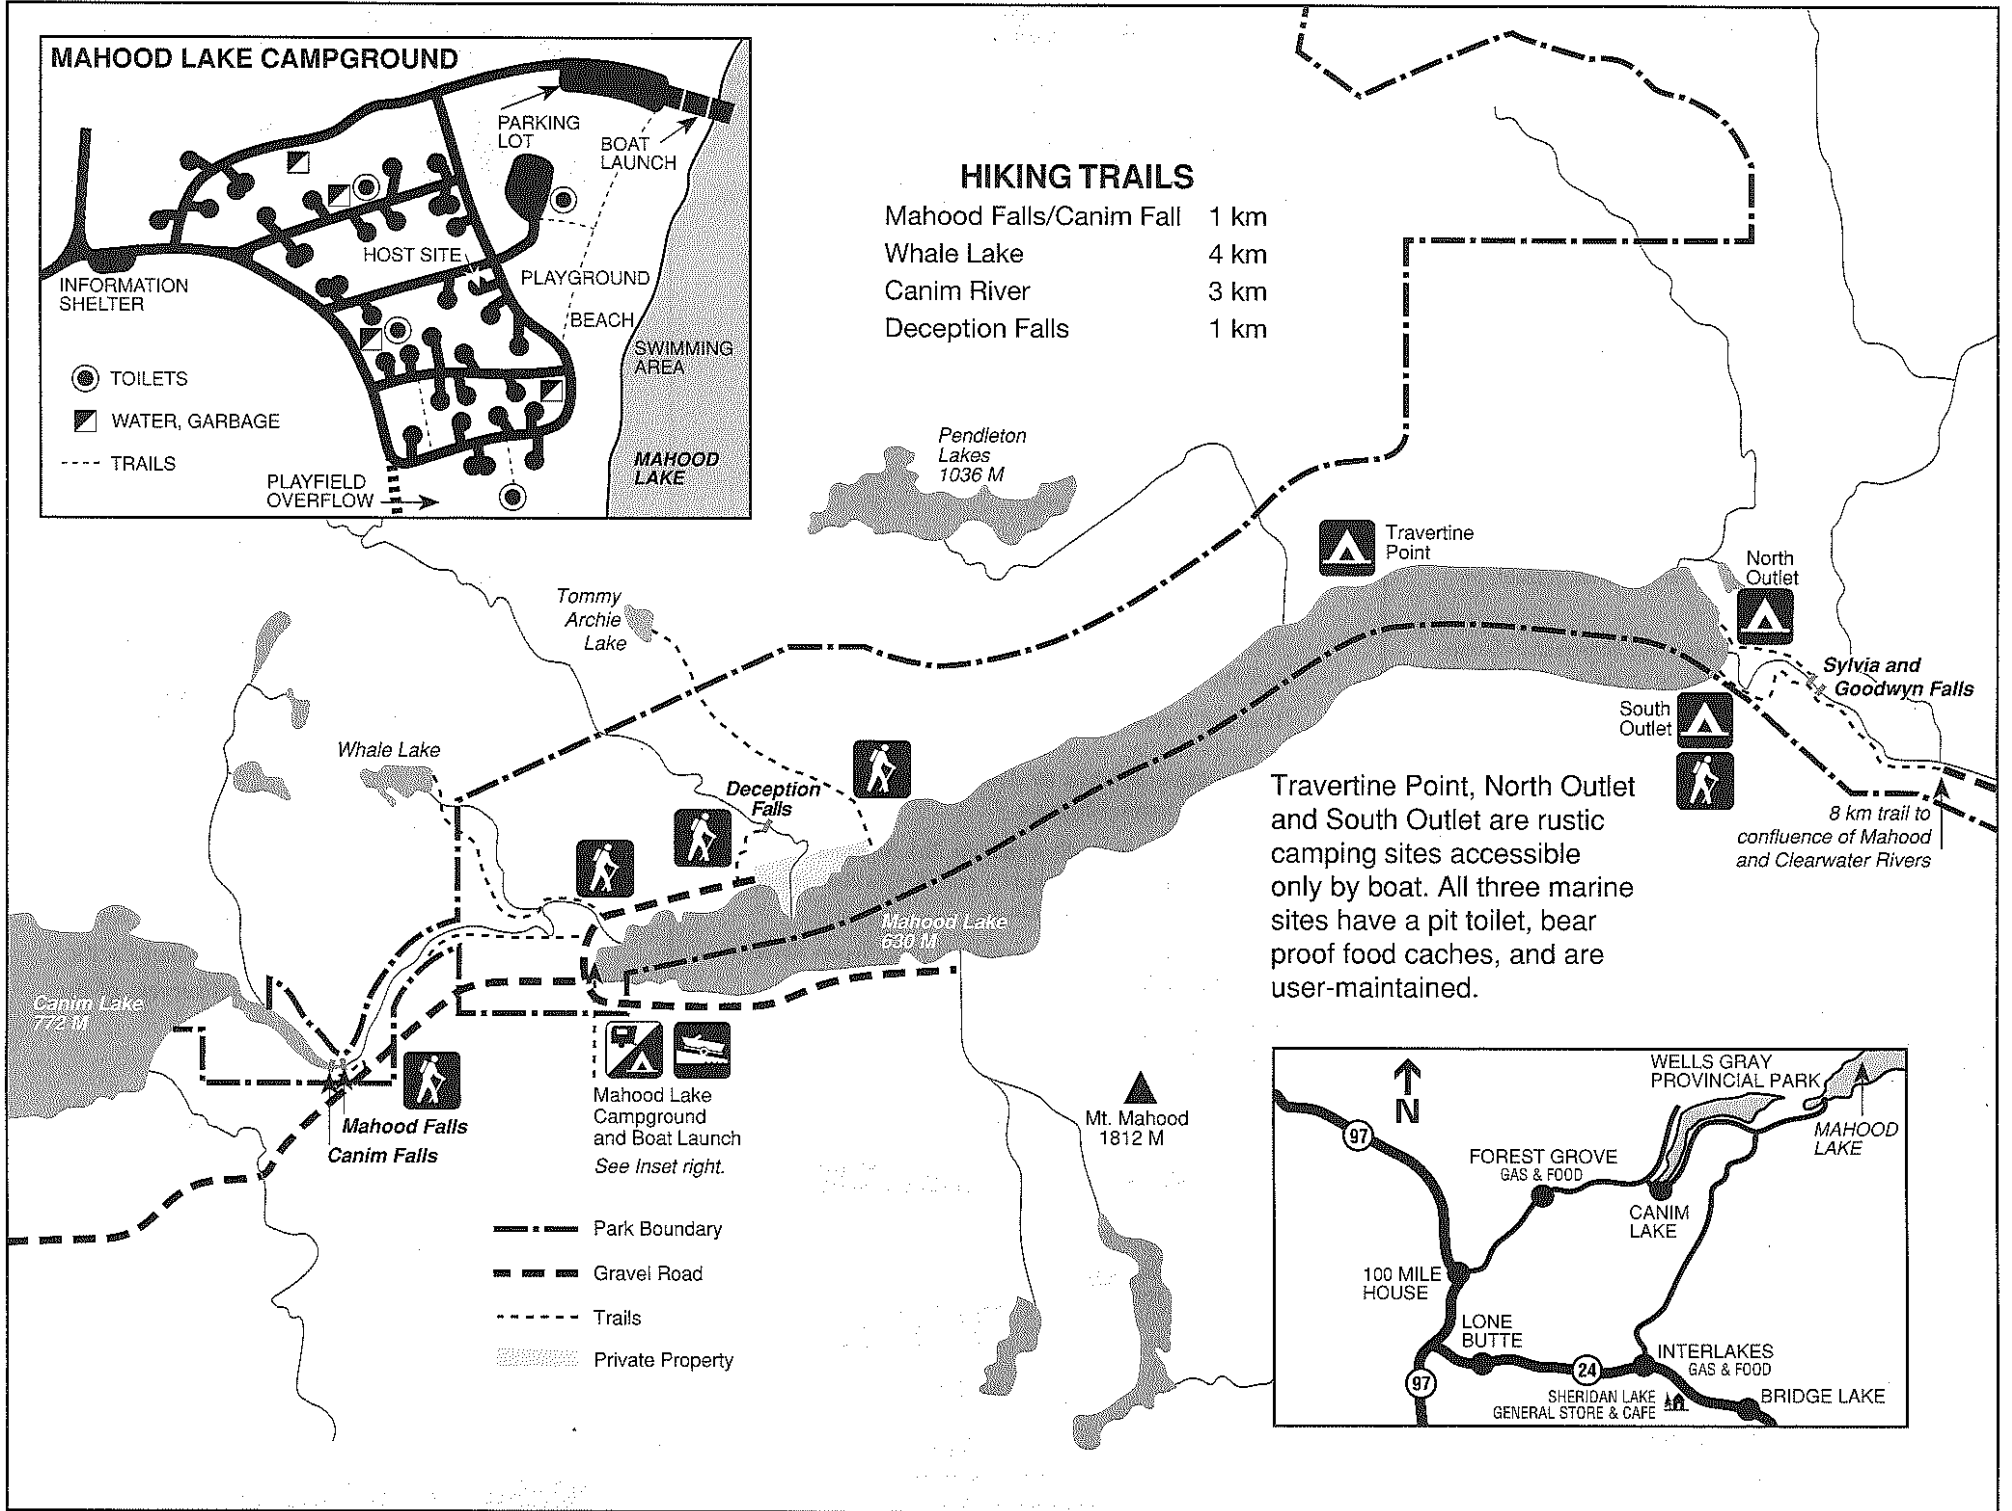 MAHOOD LAKE CAMPGROUND
PARKING
LOT
BOAT
LAUNCH
HOST SITE
PLAYGROUND
INFORMATION
SHELTER
BEACH
SWIMMING
AREA
TOILETS
WATER, GARBAGE
TRAILS
MAHOOD
LAKE
PLAYFIELD
OVERFLOW
HIKING TRAILS
Mahood Falls/Canim Fall 1 km
Whale Lake 4 km
Canim River 3 km
Deception Falls 1 km
Pendleton
Lakes
1036 M
Travertine
Point
North
Outlet
Tommy
Archie
Lake
Sylvia and
Goodwyn Falls
South
Outlet
Whale Lake
Deception
Falls
8 km trail to
confluence of Mahood
and Clearwater Rivers
Travertine Point, North Outlet
and South Outlet are rustic
camping sites accessible
only by boat. All three marine
sites have a pit toilet, bear
proof food caches, and are
user-maintained.
Mahood Lake
630 M
Canim Lake
772 M
Mahood Falls
Canim Falls
Mahood Lake
Campground
and Boat Launch
See Inset right.
Mt. Mahood
1812 M
Park Boundary
Gravel Road
Trails
Private Property
N
WELLS GRAY
PROVINCIAL PARK
97
MAHOOD
LAKE
FOREST GROVE
GAS & FOOD
CANIM
LAKE
100 MILE
HOUSE
LONE
BUTTE
INTERLAKES
GAS & FOOD
24
97
SHERIDAN LAKE
GENERAL STORE & CAFE
BRIDGE LAKE